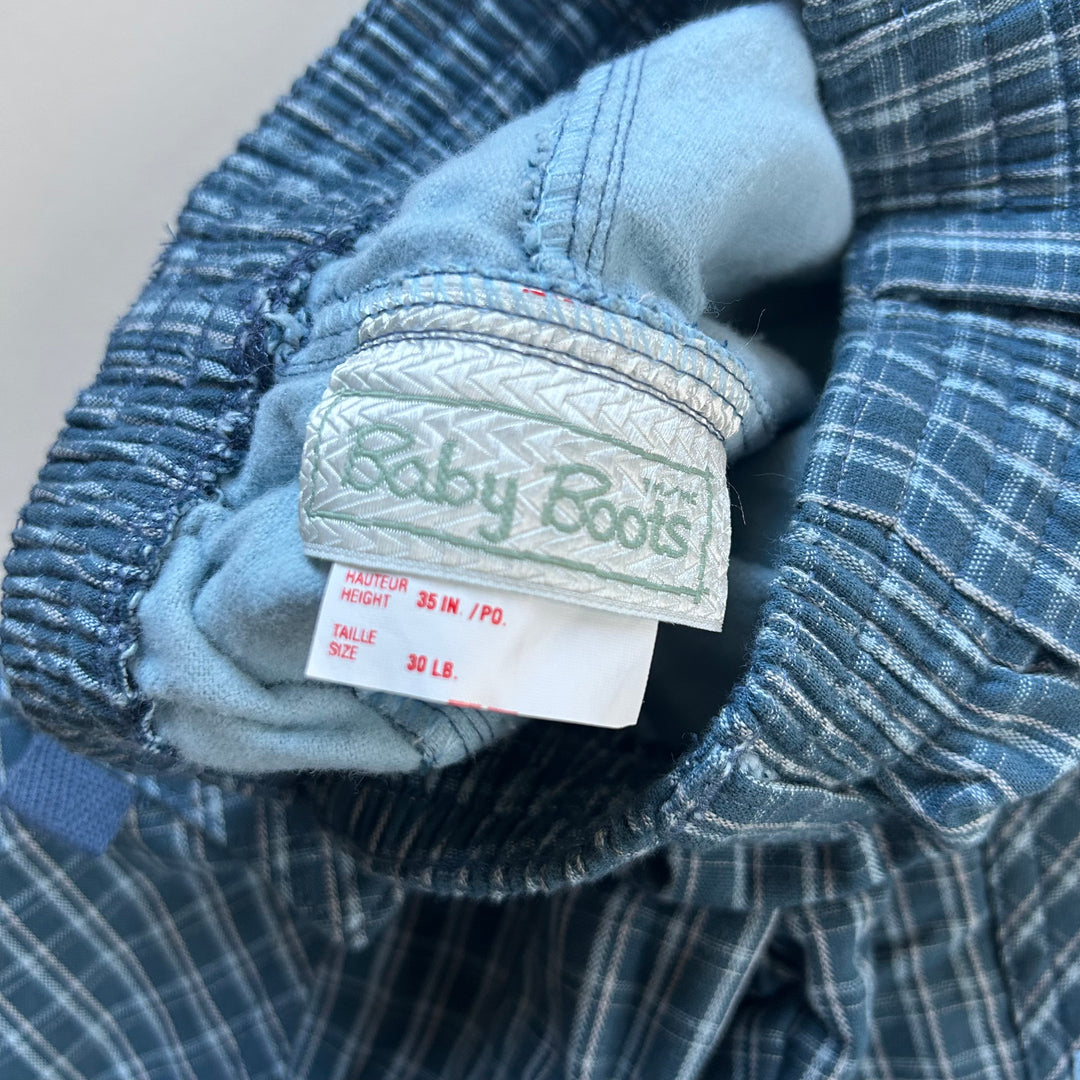 Baby Boots
HAUTEUR
HEIGHT 35 IN. /PO.
TAILLE
SIZE 30 LB.